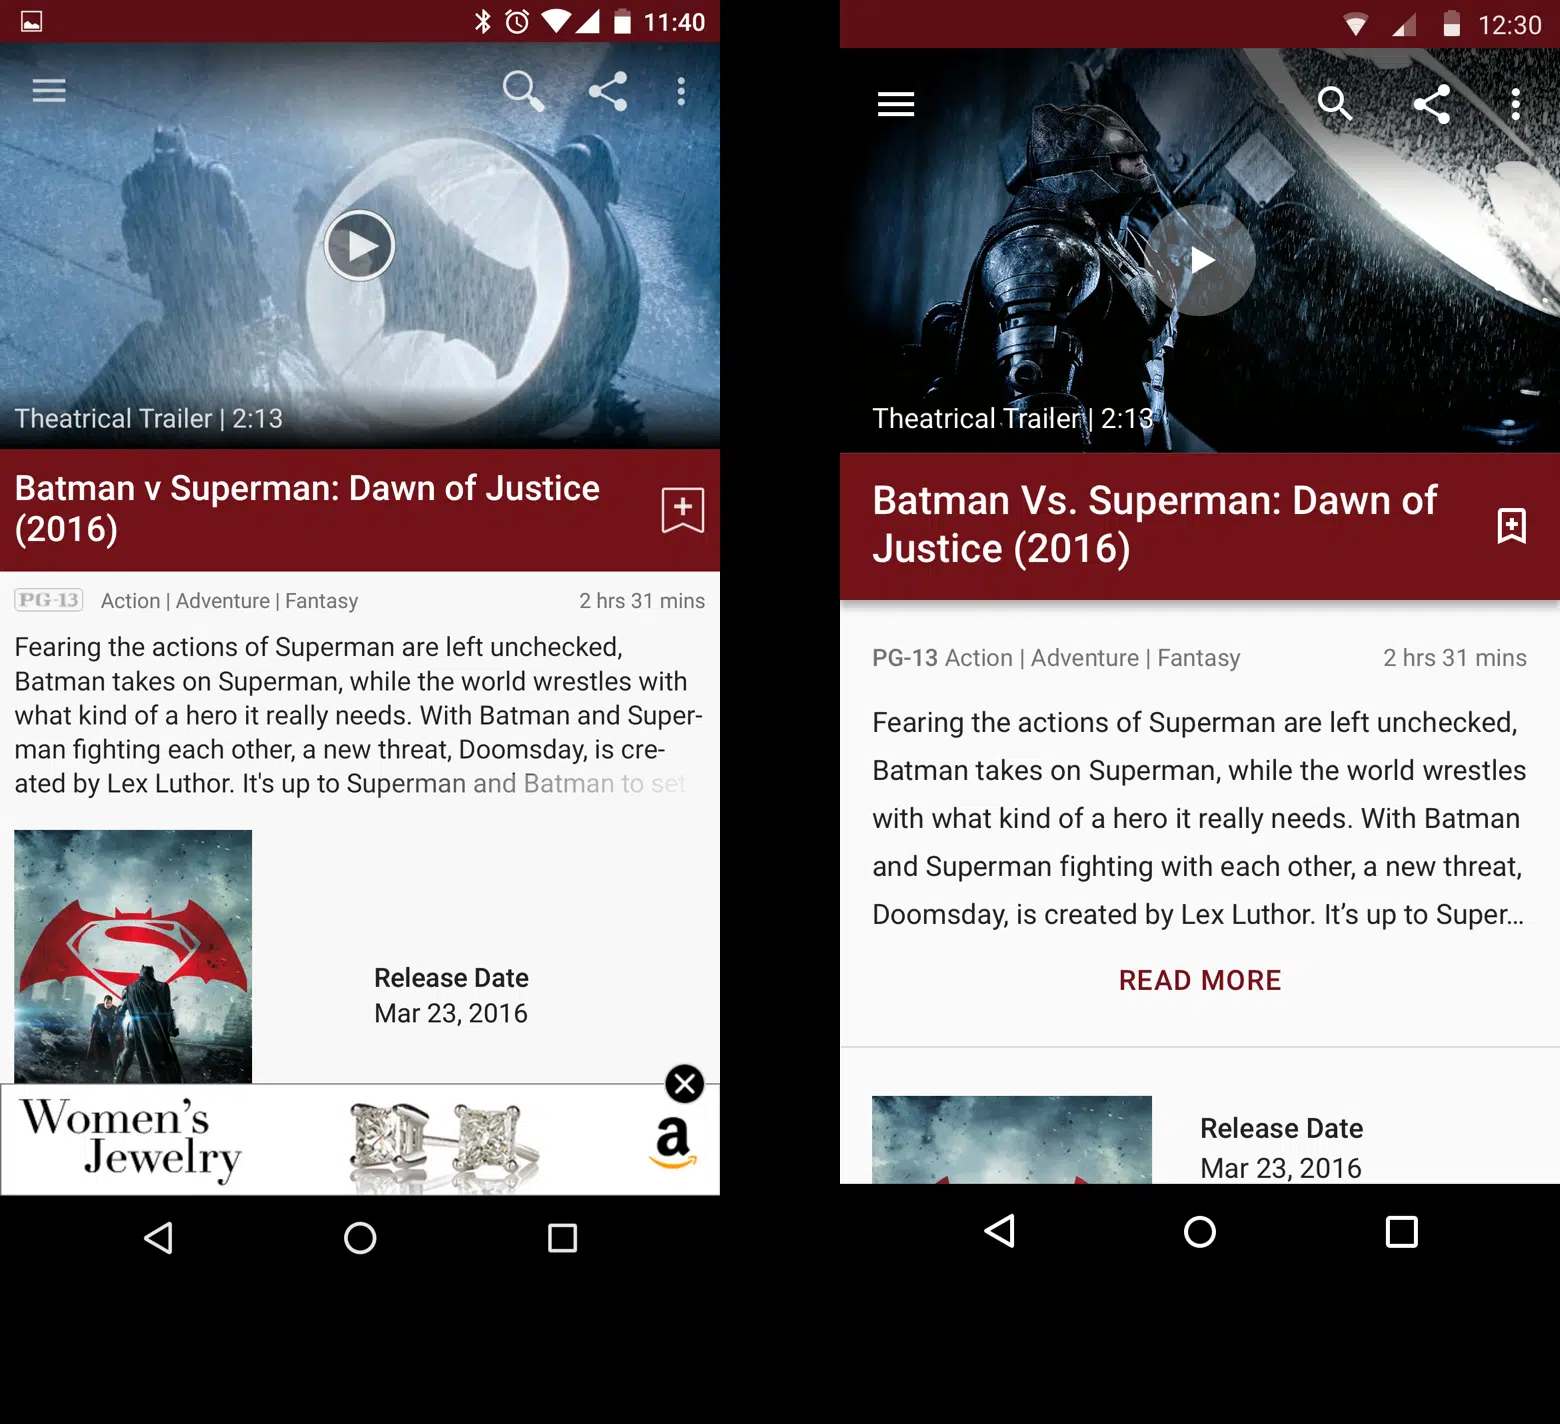 11:40
Theatrical Trailer | 2:13
Batman v Superman: Dawn of Justice
(2016)
PG-13 Action | Adventure | Fantasy 2 hrs 31 mins
Fearing the actions of Superman are left unchecked,
Batman takes on Superman, while the world wrestles with
what kind of a hero it really needs. With Batman and Super-
man fighting each other, a new threat, Doomsday, is cre-
ated by Lex Luthor. It's up to Superman and Batman to set
Release Date
Mar 23, 2016
Women's
Jewelry
a
12:30
Theatrical Trailer | 2:13
Batman Vs. Superman: Dawn of
Justice (2016)
PG-13 Action | Adventure | Fantasy 2 hrs 31 mins
Fearing the actions of Superman are left unchecked,
Batman takes on Superman, while the world wrestles
with what kind of a hero it really needs. With Batman
and Superman fighting with each other, a new threat,
Doomsday, is created by Lex Luthor. It’s up to Super...
READ MORE
Release Date
Mar 23, 2016